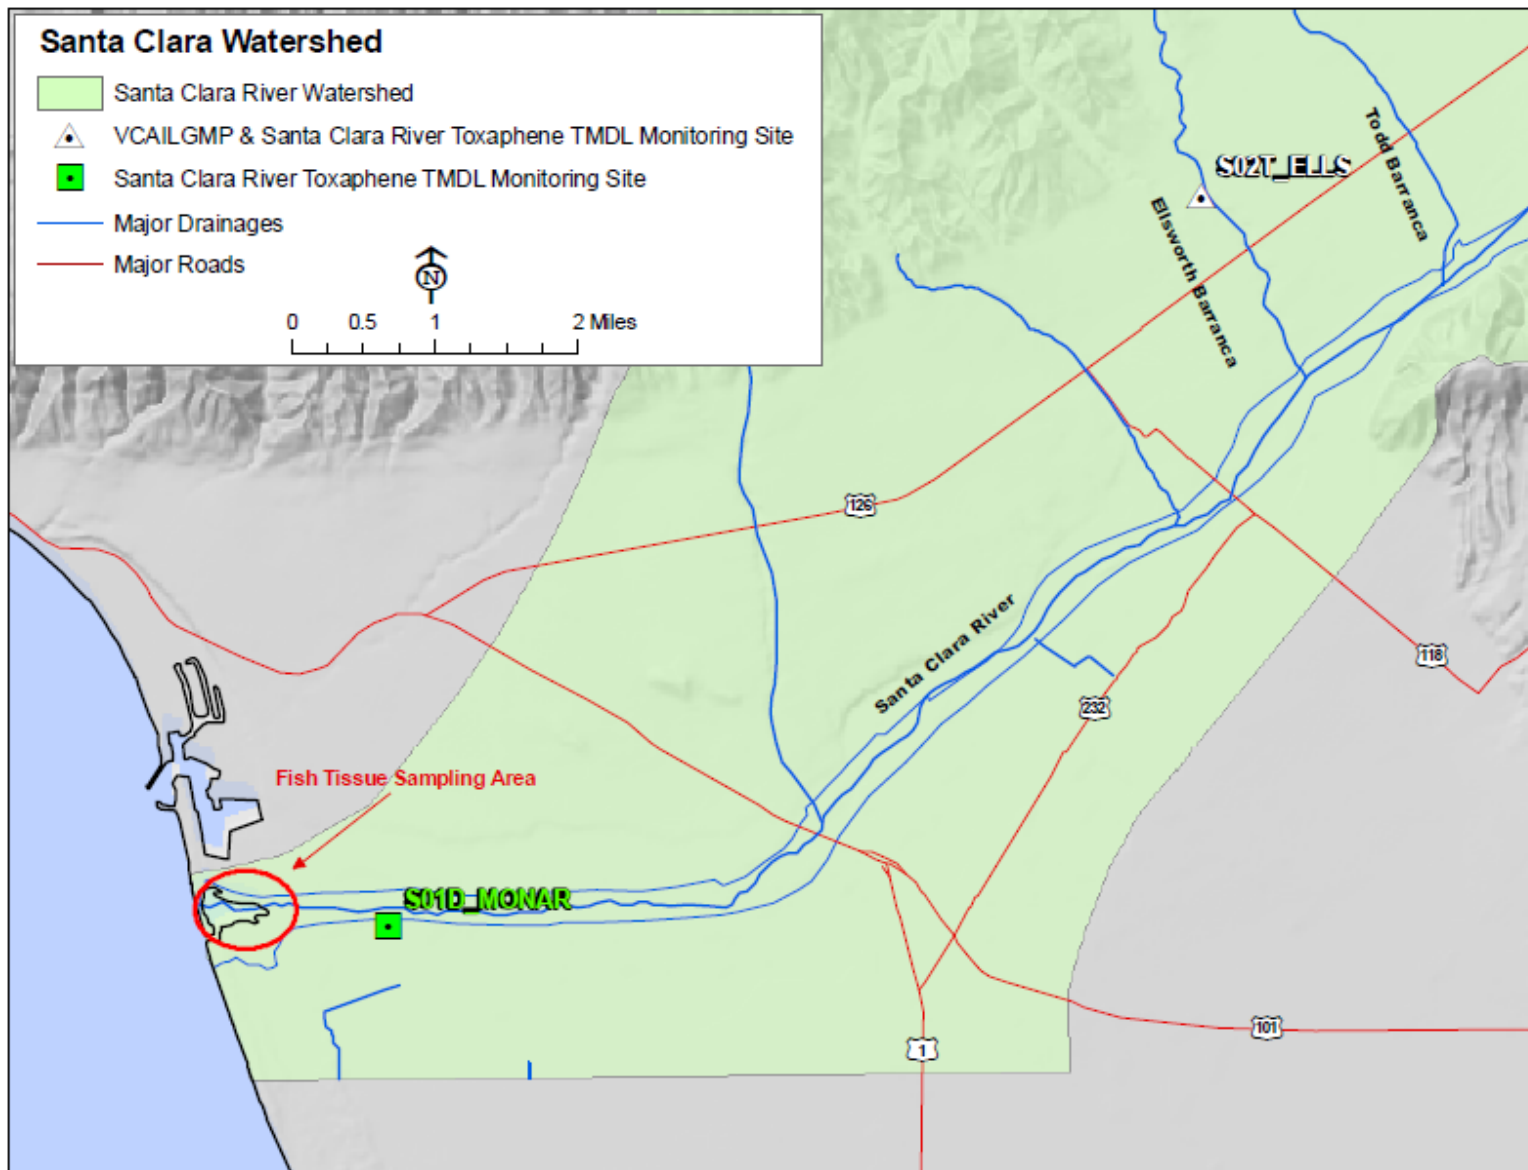 Santa Clara Watershed
Santa Clara River Watershed
VCAILGMP & Santa Clara River Toxaphene TMDL Monitoring Site
Santa Clara River Toxaphene TMDL Monitoring Site
Major Drainages
Major Roads
N
0 0.5 1 2 Miles
Todd Barranca
S02T_ELLS
Ellsworth Barranca
126
Santa Clara River
118
232
Fish Tissue Sampling Area
S01D_MONAR
101
1